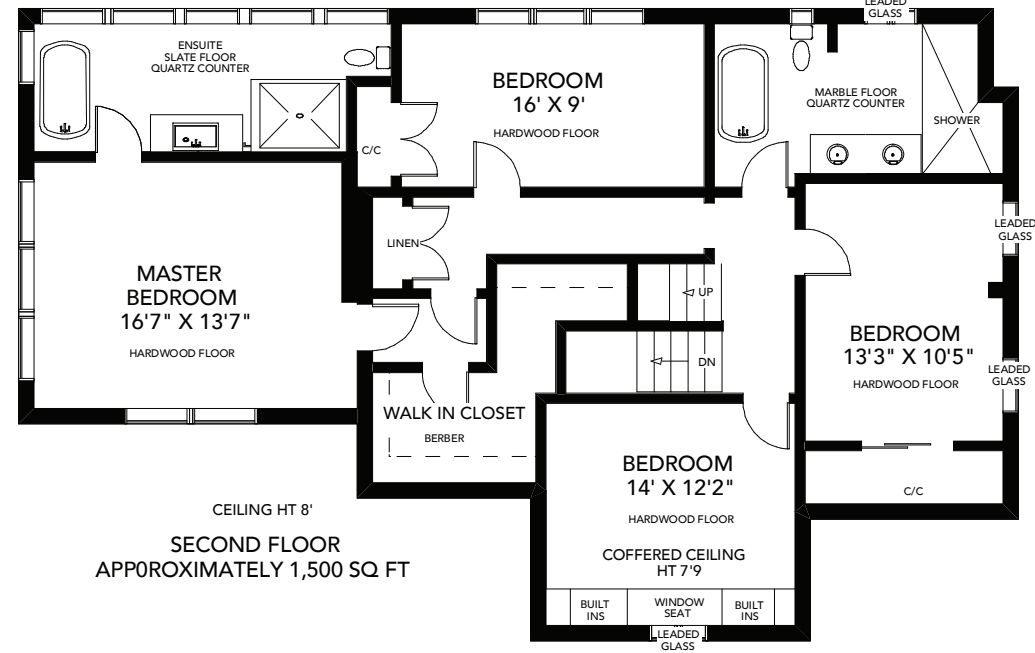 LEADED
GLASS
ENSUITE
SLATE FLOOR
QUARTZ COUNTER
BEDROOM
16' X 9'
HARDWOOD FLOOR
MARBLE FLOOR
QUARTZ COUNTER
SHOWER
C/C
LINEN
LEADED
GLASS
MASTER
BEDROOM
16'7" X 13'7"
HARDWOOD FLOOR
UP
DN
BEDROOM
13'3" X 10'5"
HARDWOOD FLOOR
LEADED
GLASS
WALK IN CLOSET
BERBER
BEDROOM
14' X 12'2"
HARDWOOD FLOOR
COFFERED CEILING
HT 7'9
C/C
CEILING HT 8'
SECOND FLOOR
APP0ROXIMATELY 1,500 SQ FT
BUILT
INS
WINDOW
SEAT
BUILT
INS
LEADED
GLASS